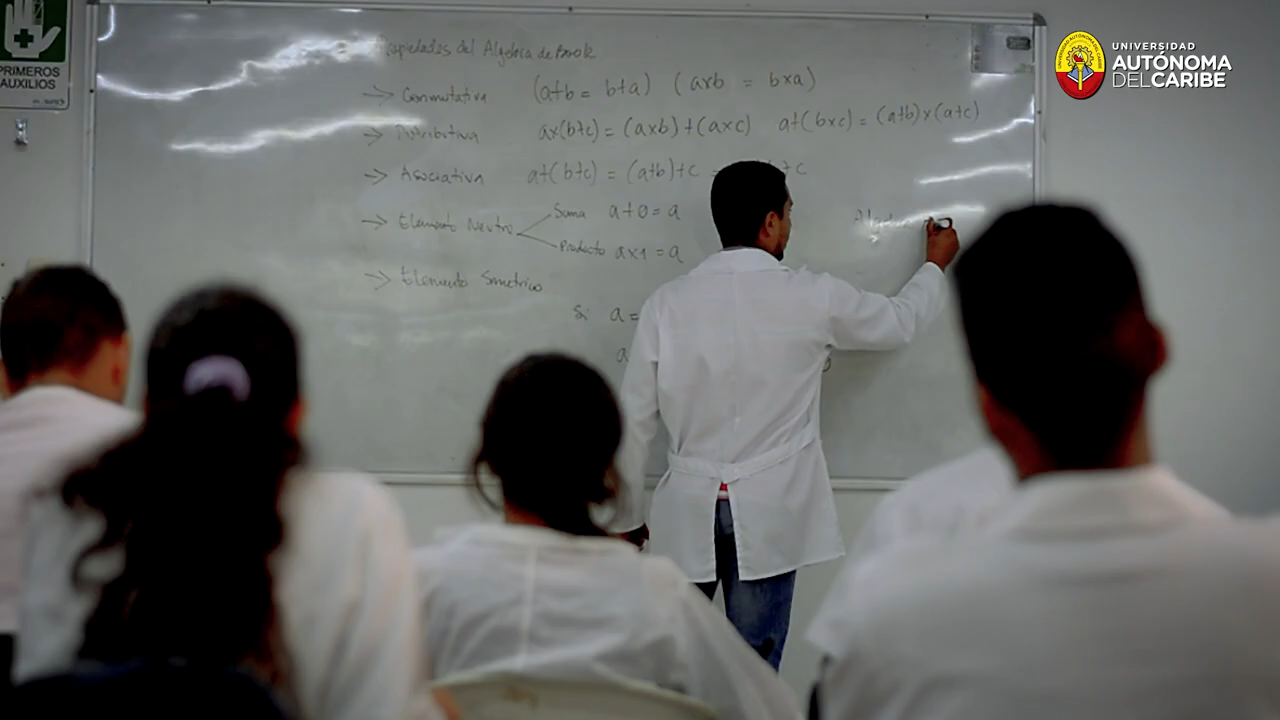 PRIMEROS
AUXILIOS
UNIVERSIDAD
AUTÓNOMA
DEL CARIBE
Propiedades del Algebra de Boole
→ Conmutativa (a+b = b+a) (axb = bxa)
→ Distributiva ax(b+c) = (axb)+(axc) a+(bxc) = (a+b)x(a+c)
→ Asociativa a+(b+c) = (a+b)+c = +c
→ Elemento Neutro Suma a+0=a
Producto ax1=a
→ Elemento Simetrico
Si a=
a